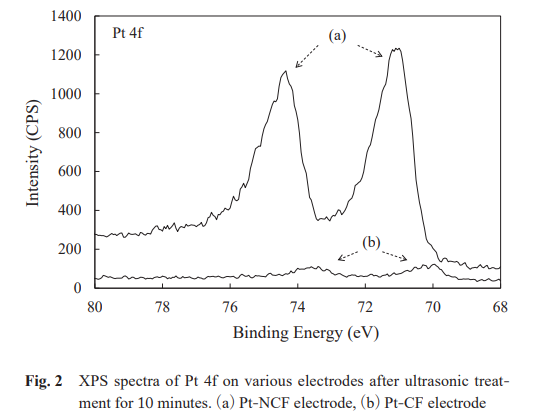 1400
Pt 4f
(a)
1200
1000
800
600
400
(b)
200
0
Intensity (CPS)
80 78 76 74 72 70 68
Binding Energy (eV)
Fig. 2 XPS spectra of Pt 4f on various electrodes after ultrasonic treat-
ment for 10 minutes. (a) Pt-NCF electrode, (b) Pt-CF electrode